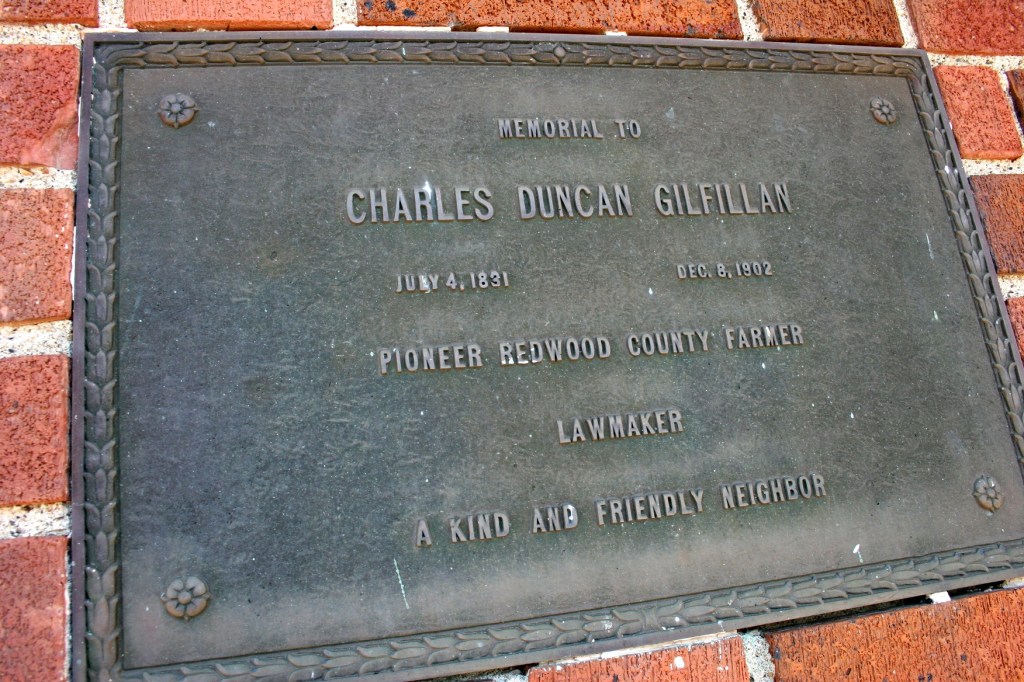 MEMORIAL TO
CHARLES DUNCAN GILFILLAN
JULY 4, 1831 DEC. 8, 1902
PIONEER REDWOOD COUNTY FARMER
LAWMAKER
A KIND AND FRIENDLY NEIGHBOR